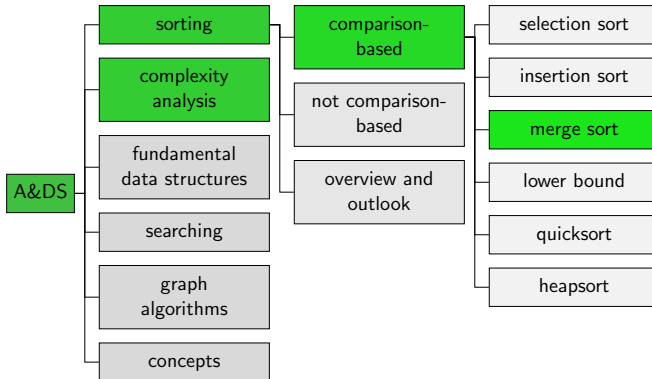 A&DS
sorting
complexity
analysis
fundamental
data structures
searching
graph
algorithms
concepts
comparison-
based
not comparison-
based
overview and
outlook
selection sort
insertion sort
merge sort
lower bound
quicksort
heapsort